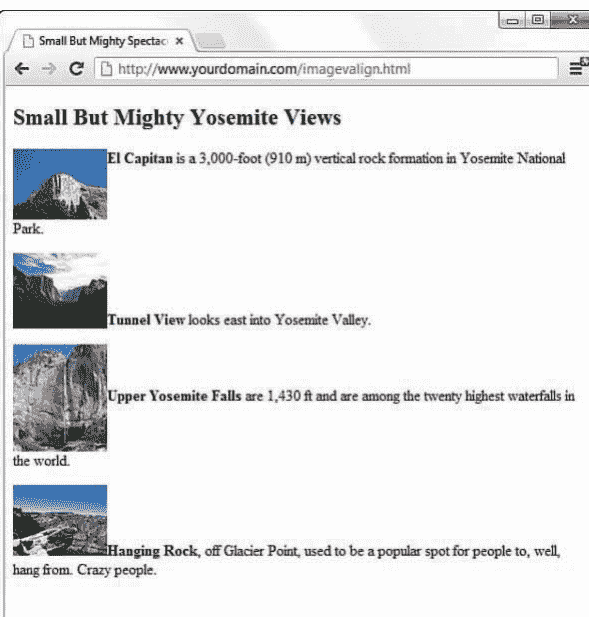 Small But Mighty Spectac
http://www.yourdomain.com/imagevalign.html
Small But Mighty Yosemite Views
El Capitan is a 3,000-foot (910 m) vertical rock formation in Yosemite National
Park.
Tunnel View looks east into Yosemite Valley.
Upper Yosemite Falls are 1,430 ft and are among the twenty highest waterfalls in
the world.
Hanging Rock, off Glacier Point, used to be a popular spot for people to, well,
hang from. Crazy people.